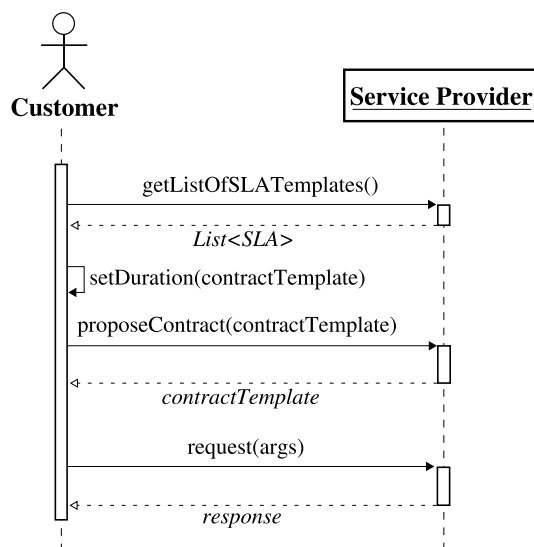 Customer
Service Provider
getListOfSLATemplates()
List<SLA>
setDuration(contractTemplate)
proposeContract(contractTemplate)
contractTemplate
request(args)
response